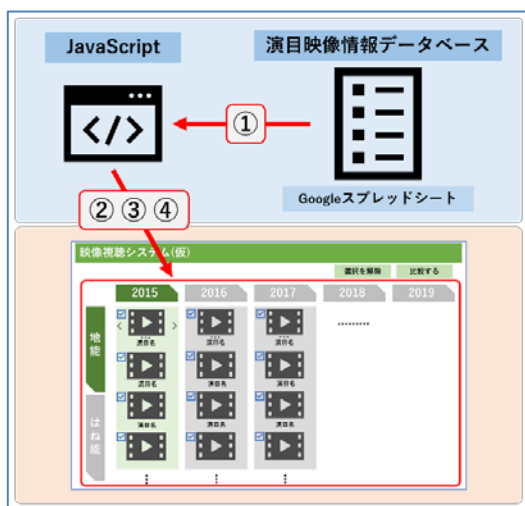 JavaScript
演目映像情報データベース
①
</>
Googleスプレッドシート
② ③ ④
映像視聴システム(仮)
選択を解除 比較する
2015 2016 2017 2018 2019
地能
はね能
演目名 演目名 演目名
.........
演目名 演目名 演目名
演目名 演目名 演目名